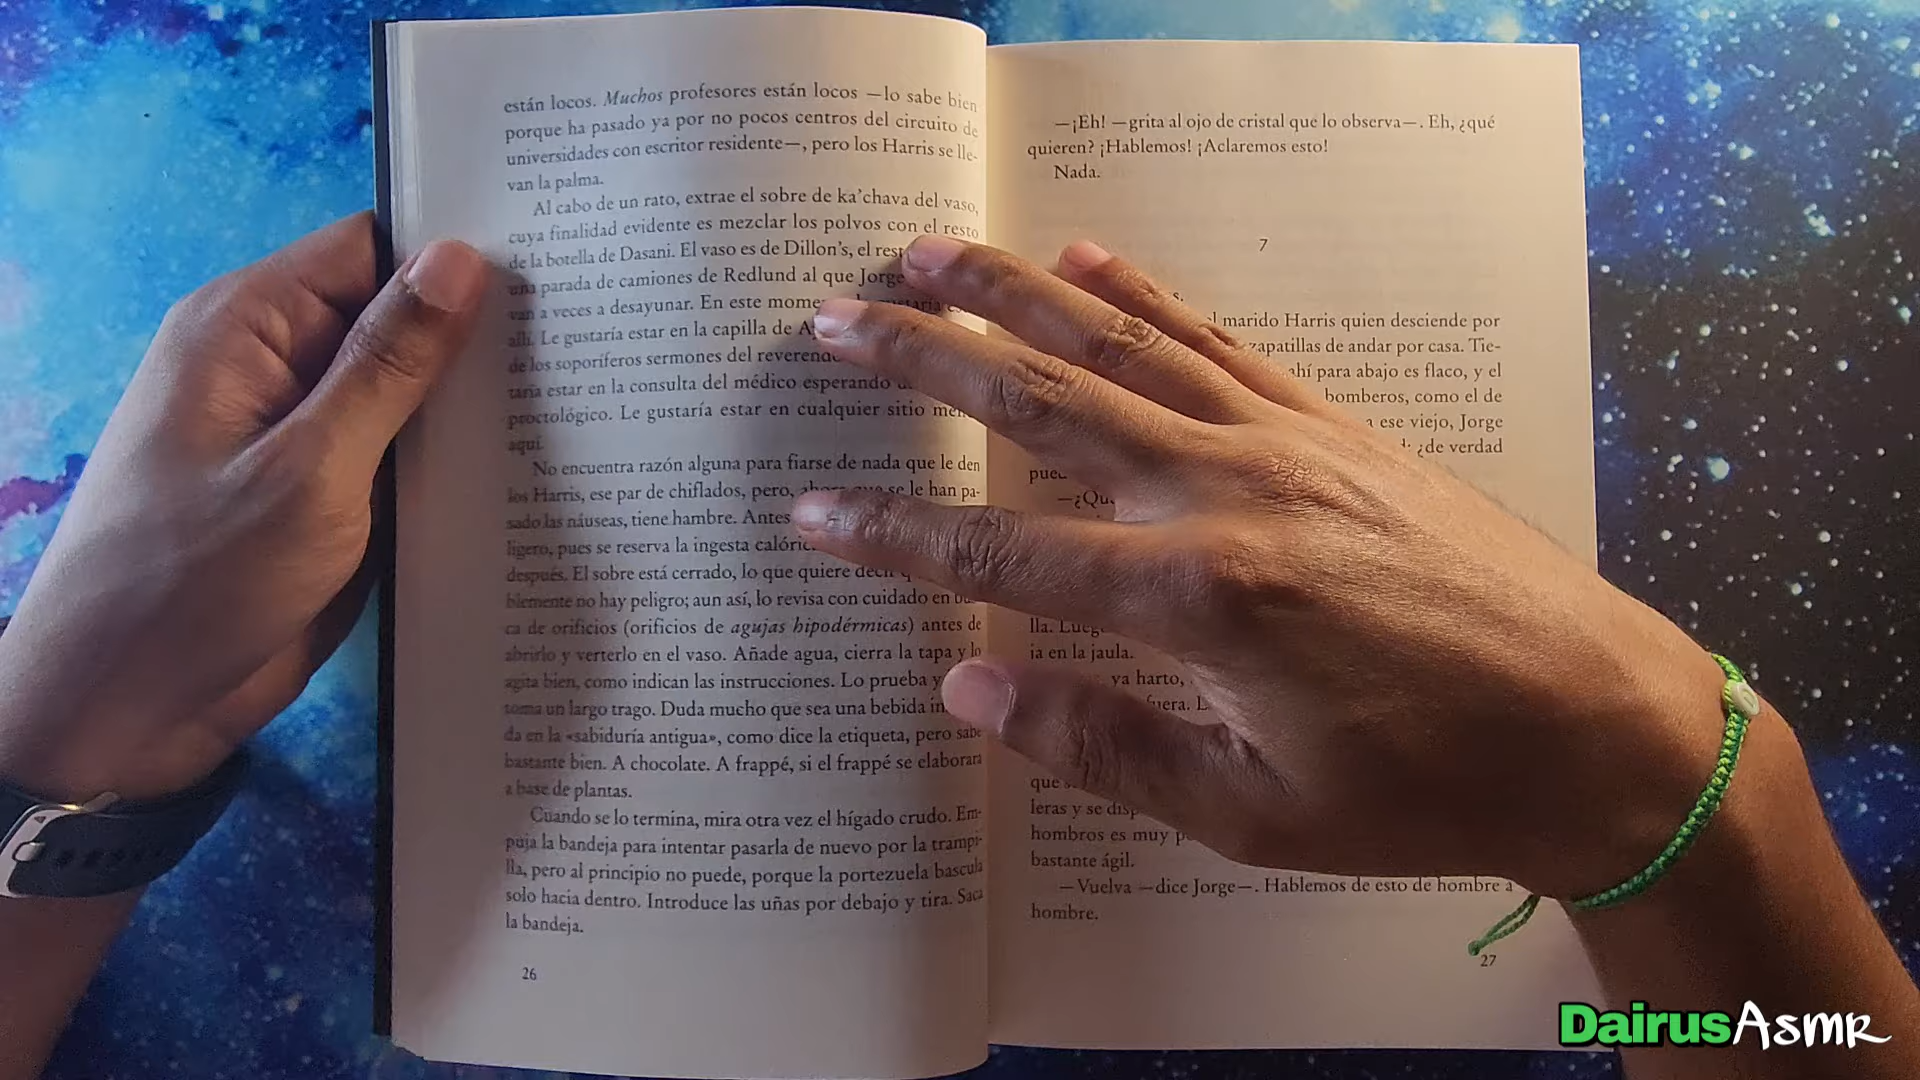 están locos. Muchos profesores están locos —lo sabe bien
porque ha pasado ya por no pocos centros del circuito de
universidades con escritor residente—, pero los Harris se lle-
van la palma.
Al cabo de un rato, extrae el sobre de ka’chava del vaso,
cuya finalidad evidente es mezclar los polvos con el resto
de la botella de Dasani. El vaso es de Dillon’s, el
una parada de camiones de Redlund al que Jorge
van a veces a desayunar. En este
allí. Le gustaría estar en la capilla de
de los soporíferos sermones del
taría estar en la consulta del médico esperando
proctológico. Le gustaría estar en cualquier sitio
aquí.
No encuentra razón alguna para fiarse de nada que le den
los Harris, ese par de chiflados, pero, ahora que se le han pa-
sado las náuseas, tiene hambre. Antes
ligero, pues se reserva la ingesta
después. El sobre está cerrado, lo que quiere decir
blemente no hay peligro; aun así, lo revisa con cuidado en
ca de orificios (orificios de agujas hipodérmicas) antes de
abrirlo y verterlo en el vaso. Añade agua, cierra la tapa y lo
agita bien, como indican las instrucciones. Lo prueba y
toma un largo trago. Duda mucho que sea una bebida
da en la «sabiduría antigua», como dice la etiqueta, pero sabe
bastante bien. A chocolate. A frappé, si el frappé se elaborara
a base de plantas.
Cuando se lo termina, mira otra vez el hígado crudo. Em-
puja la bandeja para intentar pasarla de nuevo por la trampi-
lla, pero al principio no puede, porque la portezuela bascula
solo hacia dentro. Introduce las uñas por debajo y tira. Saca
la bandeja.
26
—¡Eh! —grita al ojo de cristal que lo observa—. Eh, ¿qué
quieren? ¡Hablemos! ¡Aclaremos esto!
Nada.
7
marido Harris quien desciende por
zapatillas de andar por casa. Tie-
ahí para abajo es flaco, y el
bomberos, como el de
a ese viejo, Jorge
¿de verdad
lla.
ia en la jaula.
ya harto,
fuera.
que
leras y se
hombros es muy
bastante ágil.
—Vuelva —dice Jorge—. Hablemos de esto de hombre a
hombre.
27
DairusAsmr